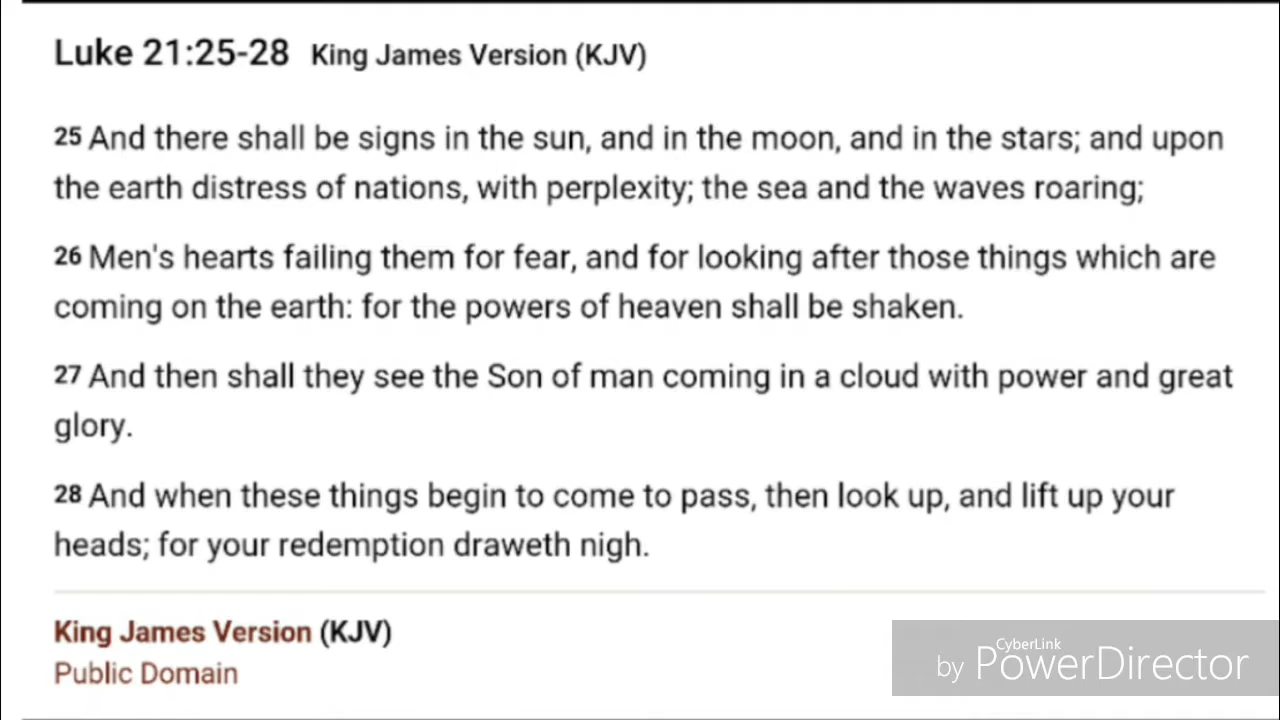 Luke 21:25-28 King James Version (KJV)
25 And there shall be signs in the sun, and in the moon, and in the stars; and upon
the earth distress of nations, with perplexity; the sea and the waves roaring;
26 Men's hearts failing them for fear, and for looking after those things which are
coming on the earth: for the powers of heaven shall be shaken.
27 And then shall they see the Son of man coming in a cloud with power and great
glory.
28 And when these things begin to come to pass, then look up, and lift up your
heads; for your redemption draweth nigh.
King James Version (KJV)
Public Domain
CyberLink
by PowerDirector